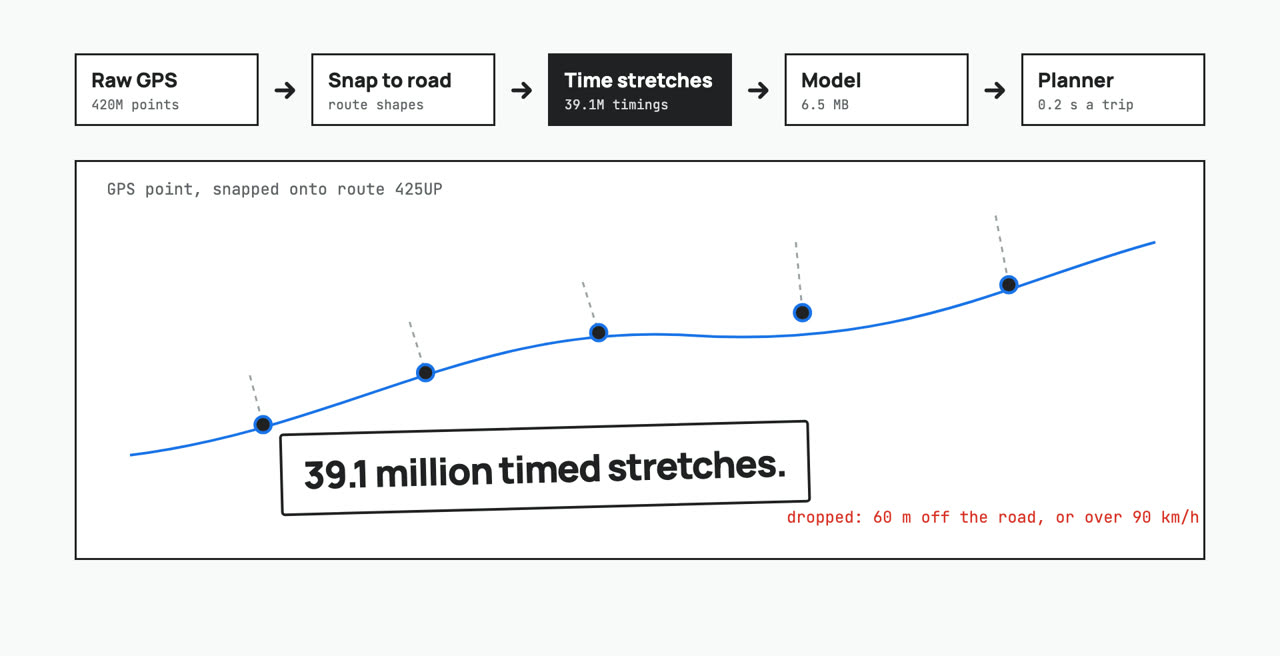 Raw GPS
420M points
Snap to road
route shapes
Time stretches
39.1M timings
Model
6.5 MB
Planner
0.2 s a trip
GPS point, snapped onto route 425UP
39.1 million timed stretches.
dropped: 60 m off the road, or over 90 km/h